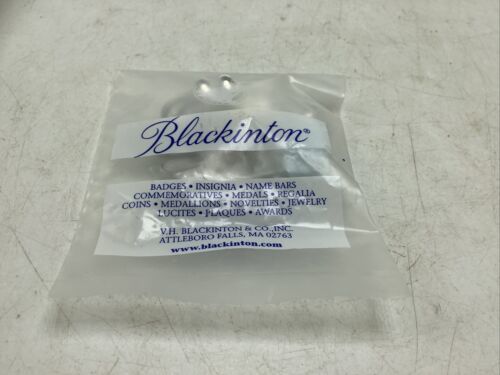 Blackinton®
BADGES • INSIGNIA • NAME BARS
COMMEMORATIVES • MEDALS • REGALIA
COINS • MEDALLIONS • NOVELTIES • JEWELRY
LUCITES • PLAQUES • AWARDS
V.H. BLACKINTON & CO., INC.
ATTLEBORO FALLS, MA 02763
www.blackinton.com